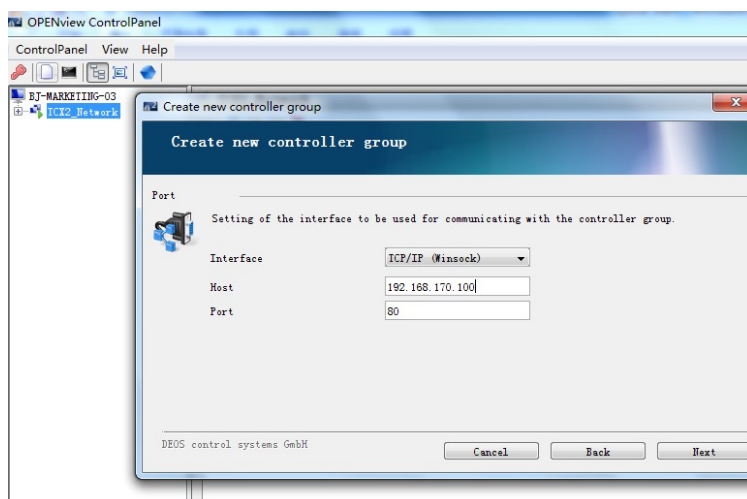 OPENview ControlPanel
ControlPanel View Help
BJ-MARKETING-03
TCX2_Network
Create new controller group
Create new controller group
Port
Setting of the interface to be used for communicating with the controller group.
Interface TCP/IP (Winsock)
Host 192.168.170.100
Port 80
DEOS control systems GmbH
Cancel Back Next